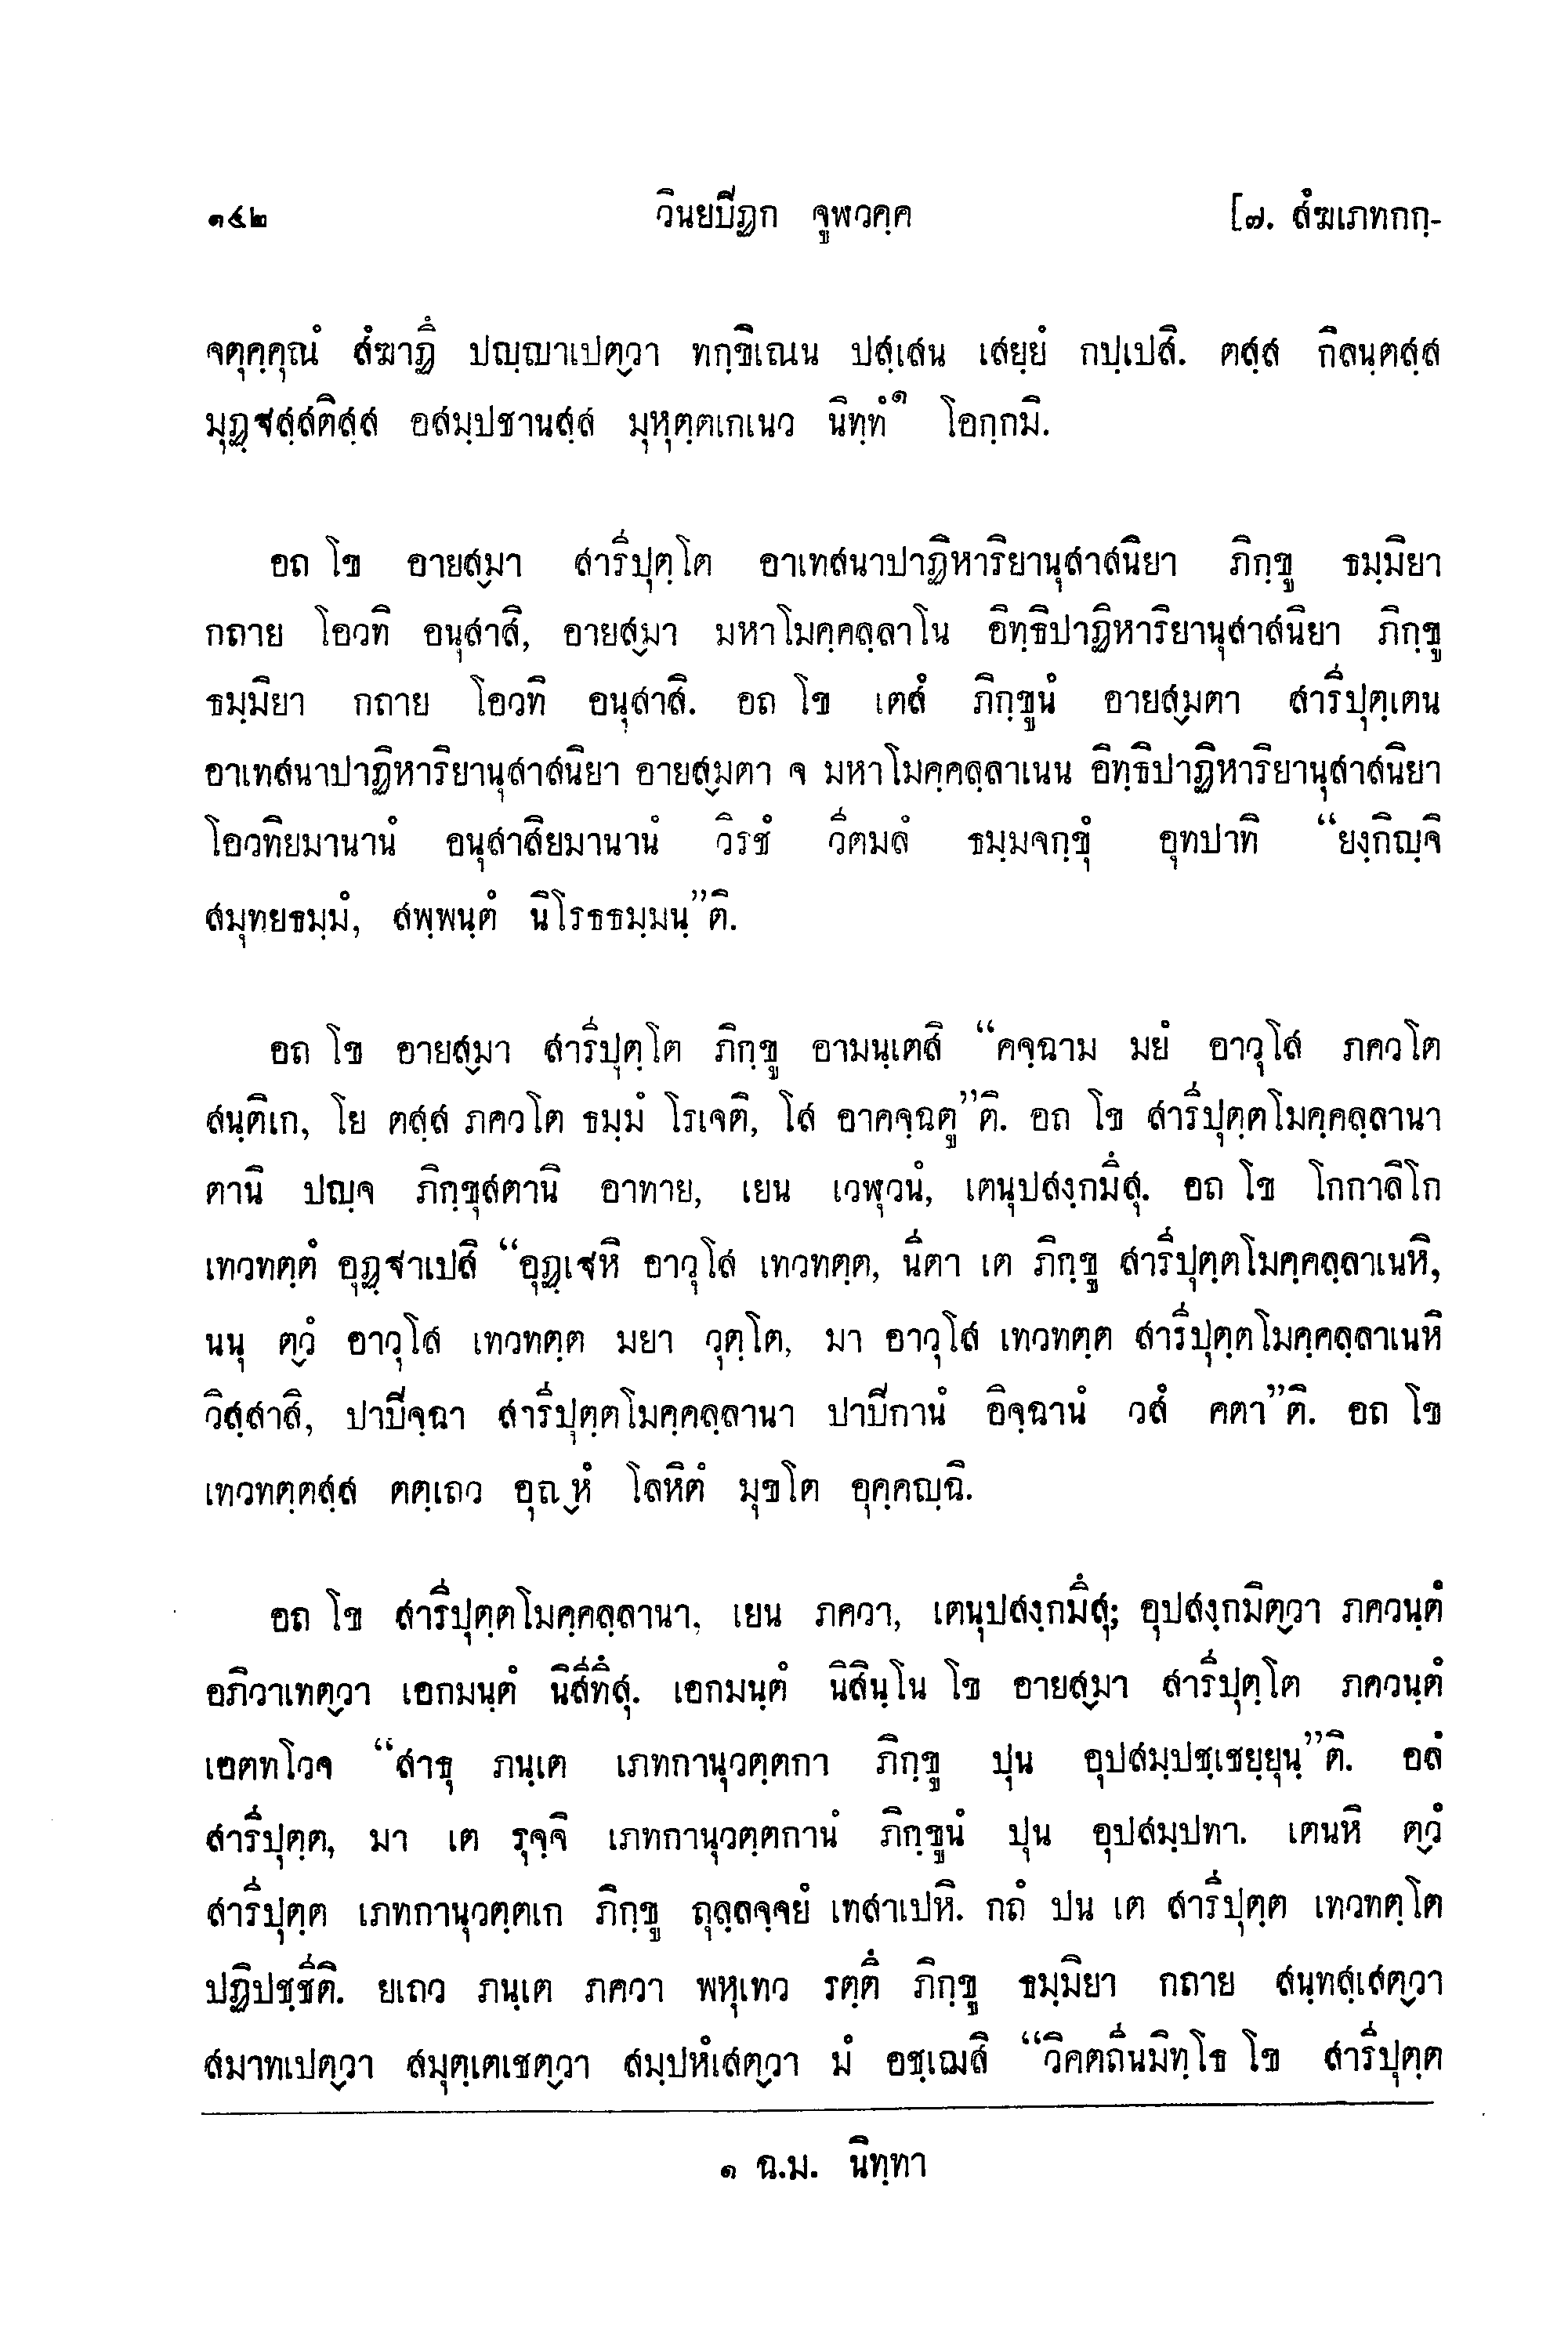 ๑๔๒ วินยปิฏก จูฬวคฺค [๗. สํฆเภทกกฺ-
จตุคฺคุณํ สํฆาฏิํ ปญฺญาเปตฺวา ทกฺขิเณน ปสฺเสน เสยฺยํ กปฺเปสิ. ตสฺส กิลนฺตสฺส
มุฏฺฐสฺสติสฺส อสมฺปชานสฺส มุหุตฺตเกเนว นิทฺทํ๑ โอกฺกมิ.
อถ โข อายสฺมา สารีปุตฺโต อาเทสนาปาฏิหาริยานุสาสนิยา ภิกฺขู ธมฺมิยา
กถาย โอวทิ อนุสาสิ, อายสฺมา มหาโมคฺคลฺลาโน อิทฺธิปาฏิหาริยานุสาสนิยา ภิกฺขู
ธมฺมิยา กถาย โอวทิ อนุสาสิ. อถ โข เตสํ ภิกฺขูนํ อายสฺมตา สารีปุตฺเตน
อาเทสนาปาฏิหาริยานุสาสนิยา อายสฺมตา จ มหาโมคฺคลฺลาเนน อิทฺธิปาฏิหาริยานุสาสนิยา
โอวทิยมานานํ อนุสาสิยมานานํ วิรชํ วีตมลํ ธมฺมจกฺขุํ อุทปาทิ “ยงฺกิญฺจิ
สมุทยธมฺมํ, สพฺพนฺตํ นิโรธธมฺมนฺ”ติ.
อถ โข อายสฺมา สารีปุตฺโต ภิกฺขู อามนฺเตสิ “คจฺฉาม มยํ อาวุโส ภควโต
สนฺติเก, โย ตสฺส ภควโต ธมฺมํ โรเจติ, โส อาคจฺฉตู”ติ. อถ โข สารีปุตฺตโมคฺคลฺลานา
ตานิ ปญฺจ ภิกฺขุสตานิ อาทาย, เยน เวฬุวนํ, เตนุปสงฺกมิํสุ. อถ โข โกกาลิโก
เทวทตฺตํ อุฏฺฐาเปสิ “อุฏฺเฐหิ อาวุโส เทวทตฺต, นีตา เต ภิกฺขู สารีปุตฺตโมคฺคลฺลาเนหิ,
นนุ ตฺวํ อาวุโส เทวทตฺต มยา วุตฺโต, มา อาวุโส เทวทตฺต สารีปุตฺตโมคฺคลฺลาเนหิ
วิสฺสาสิ, ปาปิจฺฉา สารีปุตฺตโมคฺคลฺลานา ปาปิกานํ อิจฺฉานํ วสํ คตา”ติ. อถ โข
เทวทตฺตสฺส ตตฺเถว อุณฺหํ โลหิตํ มุขโต อุคฺคญฺฉิ.
อถ โข สารีปุตฺตโมคฺคลฺลานา, เยน ภควา, เตนุปสงฺกมิํสุ; อุปสงฺกมิตฺวา ภควนฺตํ
อภิวาเทตฺวา เอกมนฺตํ นิสีทิํสุ. เอกมนฺตํ นิสินฺโน โข อายสฺมา สารีปุตฺโต ภควนฺตํ
เอตทโวจ “สาธุ ภนฺเต เภทกานุวตฺตกา ภิกฺขู ปุน อุปสมฺปชฺเชยฺยุนฺ”ติ. อลํ
สารีปุตฺต, มา เต รุจฺจิ เภทกานุวตฺตกานํ ภิกฺขูนํ ปุน อุปสมฺปทา. เตนหิ ตฺวํ
สารีปุตฺต เภทกานุวตฺตเก ภิกฺขู ถุลฺลจฺจยํ เทสาเปหิ. กถํ ปน เต สารีปุตฺต เทวทตฺโต
ปฏิปชฺชีติ. ยเถว ภนฺเต ภควา พหุเทว รตฺติํ ภิกฺขู ธมฺมิยา กถาย สนฺทสฺเสตฺวา
สมาทเปตฺวา สมุตฺเตเชตฺวา สมฺปหํเสตฺวา มํ อชฺเฌสิ “วิคตถีนมิทฺโธ โข สารีปุตฺต
๑ ฉ.ม. นิทฺทา